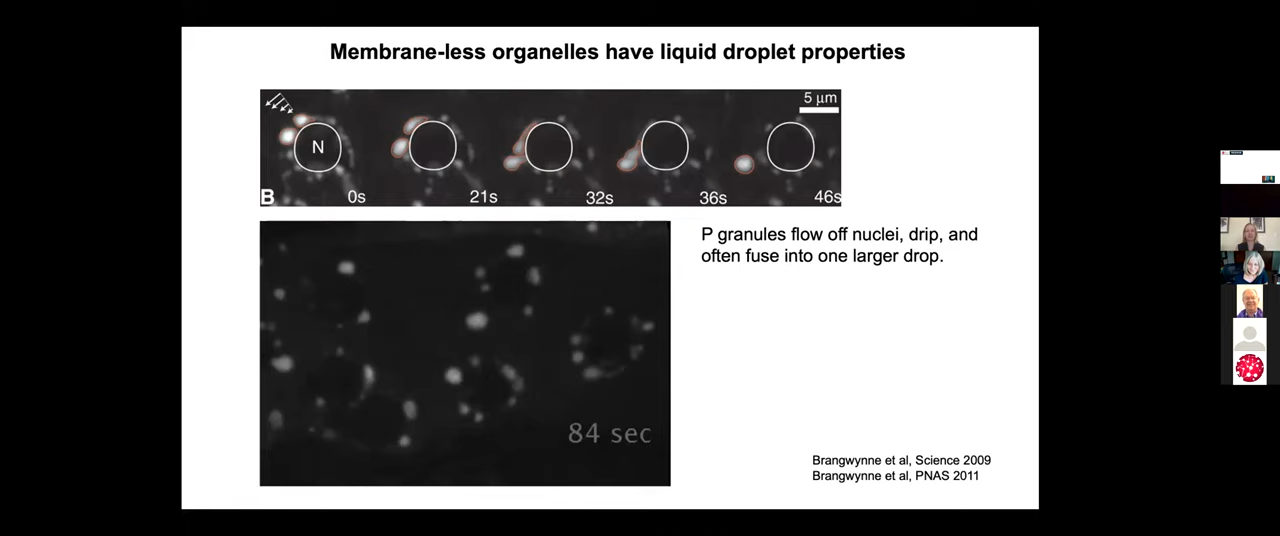 Membrane-less organelles have liquid droplet properties
5 μm
N
B
0s
21s
32s
36s
46s
P granules flow off nuclei, drip, and
often fuse into one larger drop.
84 sec
Brangwynne et al, Science 2009
Brangwynne et al, PNAS 2011